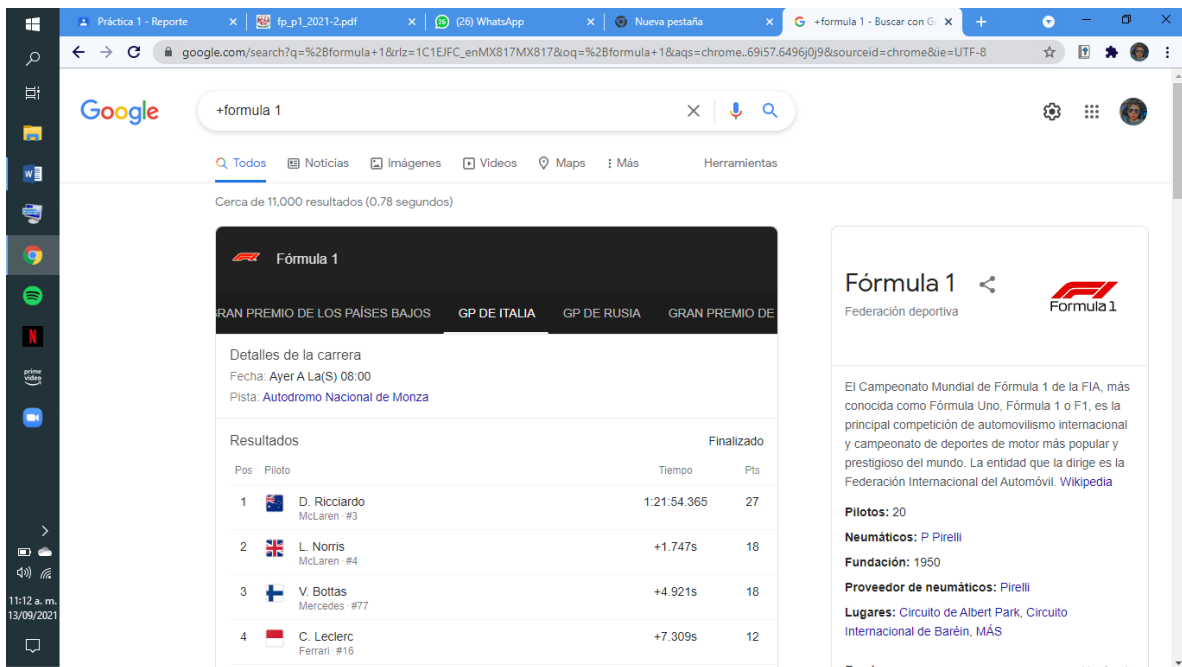 Práctica 1 - Reporte
fp_p1_2021-2.pdf
(26) WhatsApp
Nueva pestaña
+formula 1 - Buscar con Go
google.com/search?q=%2Bformula+1&rlz=1C1EJFC_enMX817MX817&oq=%2Bformula+1&aqs=chrome..69i57.6496j0j9&sourceid=chrome&ie=UTF-8
Google
+formula 1
Todos
Noticias
Imágenes
Videos
Maps
Más
Herramientas
Cerca de 11,000 resultados (0.78 segundos)
Fórmula 1
RAN PREMIO DE LOS PAÍSES BAJOS GP DE ITALIA GP DE RUSIA GRAN PREMIO DE
Detalles de la carrera
Fecha: Ayer A La(S) 08:00
Pista: Autodromo Nacional de Monza
Resultados Finalizado
Pos Piloto Tiempo Pts
1 D. Ricciardo 1:21:54.365 27
McLaren · #3
2 L. Norris +1.747s 18
McLaren · #4
3 V. Bottas +4.921s 18
Mercedes · #77
4 C. Leclerc +7.309s 12
Ferrari · #16
Fórmula 1
Federación deportiva
Formula 1
El Campeonato Mundial de Fórmula 1 de la FIA, más
conocida como Fórmula Uno, Fórmula 1 o F1, es la
principal competición de automovilismo internacional
y campeonato de deportes de motor más popular y
prestigioso del mundo. La entidad que la dirige es la
Federación Internacional del Automóvil. Wikipedia
Pilotos: 20
Neumáticos: P Pirelli
Fundación: 1950
Proveedor de neumáticos: Pirelli
Lugares: Circuito de Albert Park, Circuito
Internacional de Baréin, MÁS
W
N
prime
video
11:12 a. m.
13/09/2021